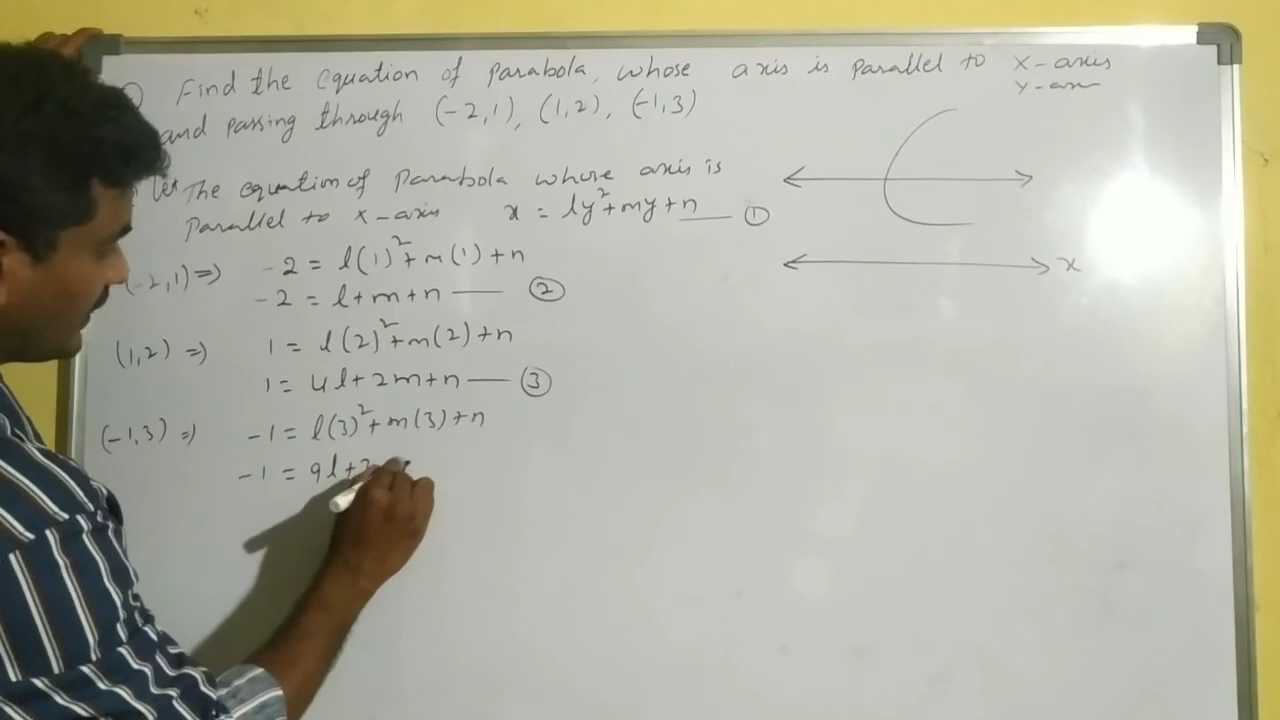 Find the equation of parabola, whose axis is parallel to x-axis
y-axis
and passing through (-2,1), (1,2), (-1,3)
Let The equation of parabola whose axis is
parallel to x-axis x = ly²+my+n —— ①
(-2,1) => -2 = l(1)²+m(1)+n
-2 = l+m+n —— ②
(1,2) => 1 = l(2)²+m(2)+n
1 = 4l+2m+n —— ③
(-1,3) => -1 = l(3)²+m(3)+n
-1 = 9l+3
x